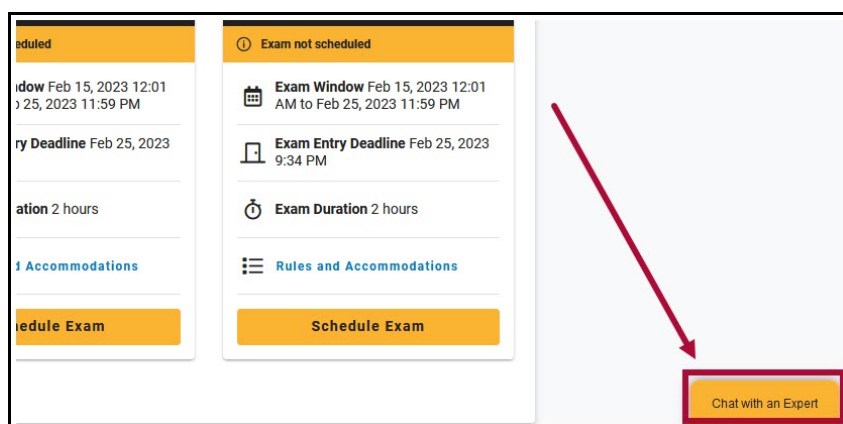 eduled
ndow Feb 15, 2023 12:01
25, 2023 11:59 PM
ry Deadline Feb 25, 2023
ation 2 hours
d Accommodations
edule Exam
Exam not scheduled
Exam Window Feb 15, 2023 12:01
AM to Feb 25, 2023 11:59 PM
Exam Entry Deadline Feb 25, 2023
9:34 PM
Exam Duration 2 hours
Rules and Accommodations
Schedule Exam
Chat with an Expert